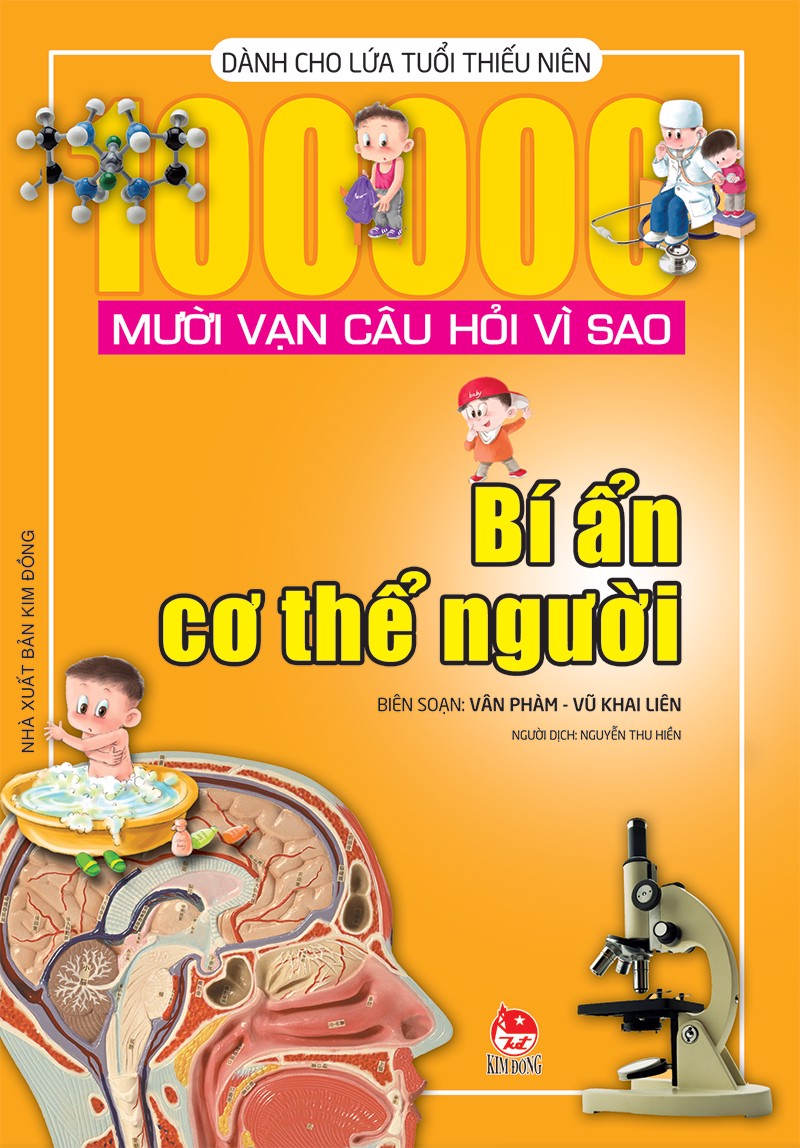 DÀNH CHO LỨA TUỔI THIẾU NIÊN
100000
MƯỜI VẠN CÂU HỎI VÌ SAO
baby
Bí ẩn
cơ thể người
BIÊN SOẠN: VÂN PHÀM - VŨ KHAI LIÊN
NGƯỜI DỊCH: NGUYỄN THU HIỀN
NHÀ XUẤT BẢN KIM ĐỒNG
KIM ĐỒNG